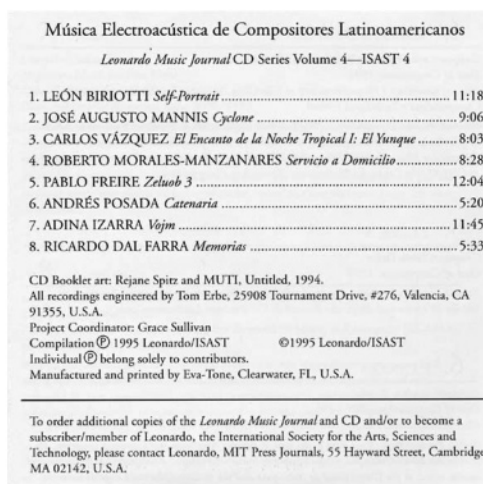 Música Electroacústica de Compositores Latinoamericanos
Leonardo Music Journal CD Series Volume 4—ISAST 4
1. LEÓN BIRIOTTI Self-Portrait ........................ 11:18
2. JOSÉ AUGUSTO MANNIS Cyclone ........................ 9:06
3. CARLOS VÁZQUEZ El Encanto de la Noche Tropical I: El Yunque ........ 8:03
4. ROBERTO MORALES-MANZANARES Servicio a Domicilio ........ 8:28
5. PABLO FREIRE Zeluob 3 ........................ 12:04
6. ANDRÉS POSADA Catenaria ........................ 5:20
7. ADINA IZARRA Vojm ........................ 11:45
8. RICARDO DAL FARRA Memorias ........................ 5:33
CD Booklet art: Rejane Spitz and MUTI, Untitled, 1994.
All recordings engineered by Tom Erbe, 25908 Tournament Drive, #276, Valencia, CA
91355, U.S.A.
Project Coordinator: Grace Sullivan
Compilation ℗ 1995 Leonardo/ISAST ©1995 Leonardo/ISAST
Individual ℗ belong solely to contributors.
Manufactured and printed by Eva-Tone, Clearwater, FL, U.S.A.
To order additional copies of the Leonardo Music Journal and CD and/or to become a
subscriber/member of Leonardo, the International Society for the Arts, Sciences and
Technology, please contact Leonardo, MIT Press Journals, 55 Hayward Street, Cambridge
MA 02142, U.S.A.